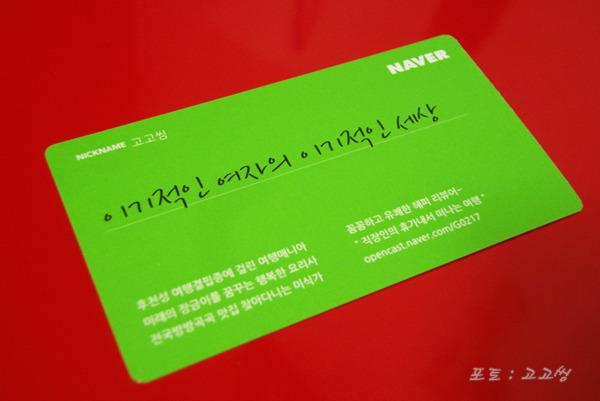 NAVER
NICKNAME 고고씽
이기적인 여자의 이기적인 세상
후천성 여행결핍증에 걸린 여행매니아
미래의 장금이를 꿈꾸는 행복한 요리사
전국방방곡곡 맛집 찾아다니는 미식가
꼼꼼하고 유쾌한 해피 리뷰어~
" 직장인의 휴가내서 떠나는 여행 "
opencast.naver.com/GO217
포토 : 고고씽